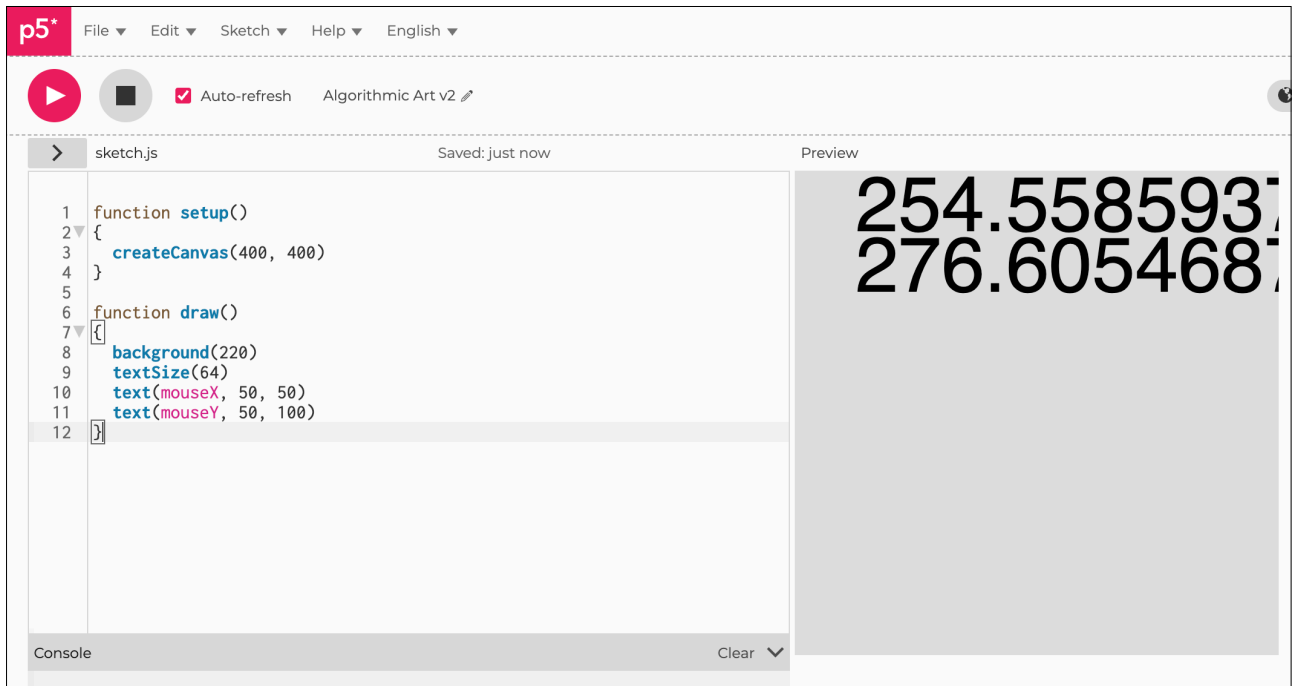 p5* File Edit Sketch Help English
Auto-refresh Algorithmic Art v2
sketch.js Saved: just now Preview
1 function setup()
2 {
3 createCanvas(400, 400)
4 }
5
6 function draw()
7 {
8 background(220)
9 textSize(64)
10 text(mouseX, 50, 50)
11 text(mouseY, 50, 100)
12 }
254.5585937
276.6054687
Console Clear